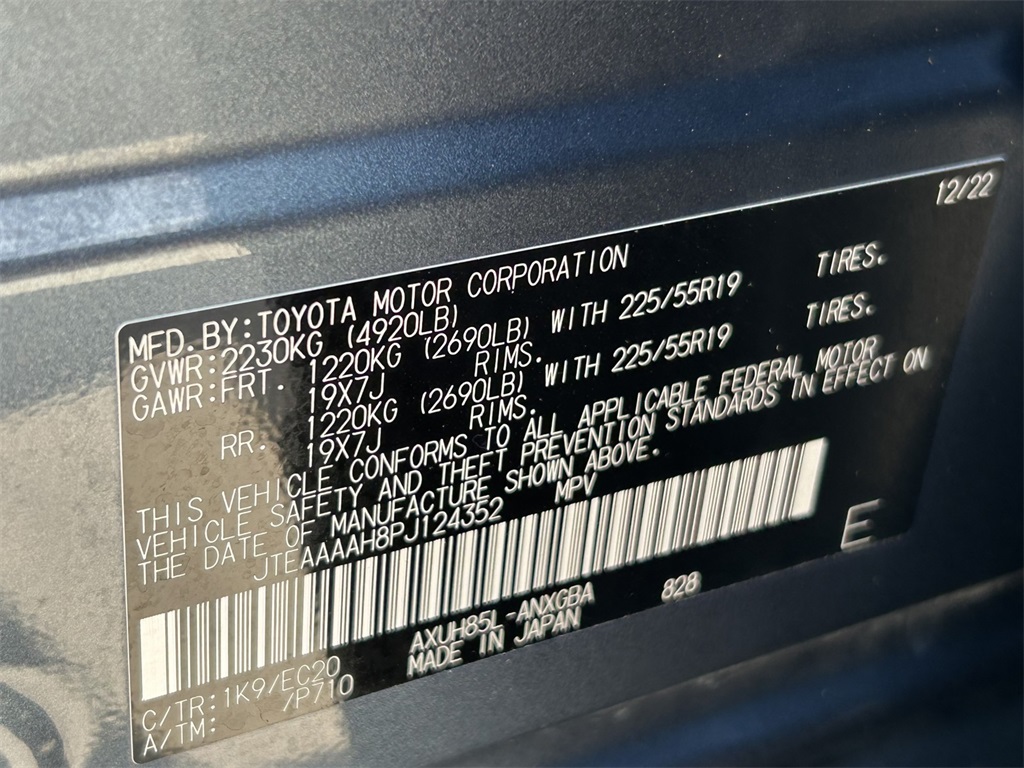 12/22
MFD.BY:TOYOTA MOTOR CORPORATION
GVWR:2230KG (4920LB)
GAWR:FRT. 1220KG (2690LB) WITH 225/55R19 TIRES.
19X7J RIMS.
RR. 1220KG (2690LB) WITH 225/55R19 TIRES.
19X7J RIMS.
THIS VEHICLE CONFORMS TO ALL APPLICABLE FEDERAL MOTOR
VEHICLE SAFETY AND THEFT PREVENTION STANDARDS IN EFFECT ON
THE DATE OF MANUFACTURE SHOWN ABOVE.
JTEAAAAH8PJ124352 MPV
E
AXUH85L-ANXGBA 828
C/TR:1K9/EC20 MADE IN JAPAN
A/TM: /P710